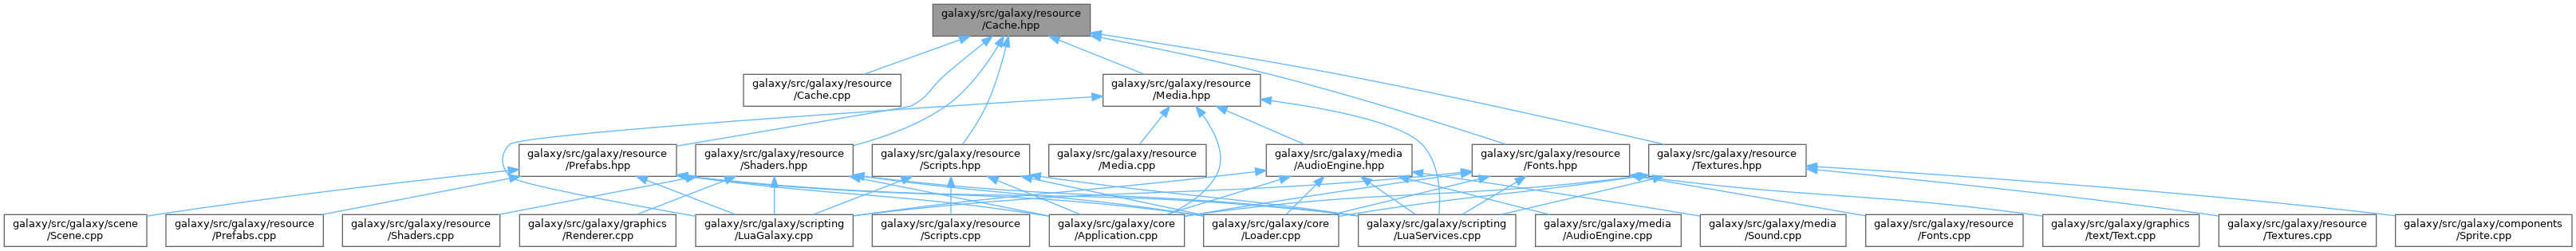 galaxy/src/galaxy/resource
/Cache.hpp
galaxy/src/galaxy/resource
/Cache.cpp
galaxy/src/galaxy/resource
/Media.hpp
galaxy/src/galaxy/resource
/Prefabs.hpp
galaxy/src/galaxy/resource
/Shaders.hpp
galaxy/src/galaxy/resource
/Scripts.hpp
galaxy/src/galaxy/resource
/Media.cpp
galaxy/src/galaxy/media
/AudioEngine.hpp
galaxy/src/galaxy/resource
/Fonts.hpp
galaxy/src/galaxy/resource
/Textures.hpp
galaxy/src/galaxy/scene
/Scene.cpp
galaxy/src/galaxy/resource
/Prefabs.cpp
galaxy/src/galaxy/resource
/Shaders.cpp
galaxy/src/galaxy/graphics
/Renderer.cpp
galaxy/src/galaxy/scripting
/LuaGalaxy.cpp
galaxy/src/galaxy/resource
/Scripts.cpp
galaxy/src/galaxy/core
/Application.cpp
galaxy/src/galaxy/core
/Loader.cpp
galaxy/src/galaxy/scripting
/LuaServices.cpp
galaxy/src/galaxy/media
/AudioEngine.cpp
galaxy/src/galaxy/media
/Sound.cpp
galaxy/src/galaxy/resource
/Fonts.cpp
galaxy/src/galaxy/graphics
/text/Text.cpp
galaxy/src/galaxy/resource
/Textures.cpp
galaxy/src/galaxy/components
/Sprite.cpp